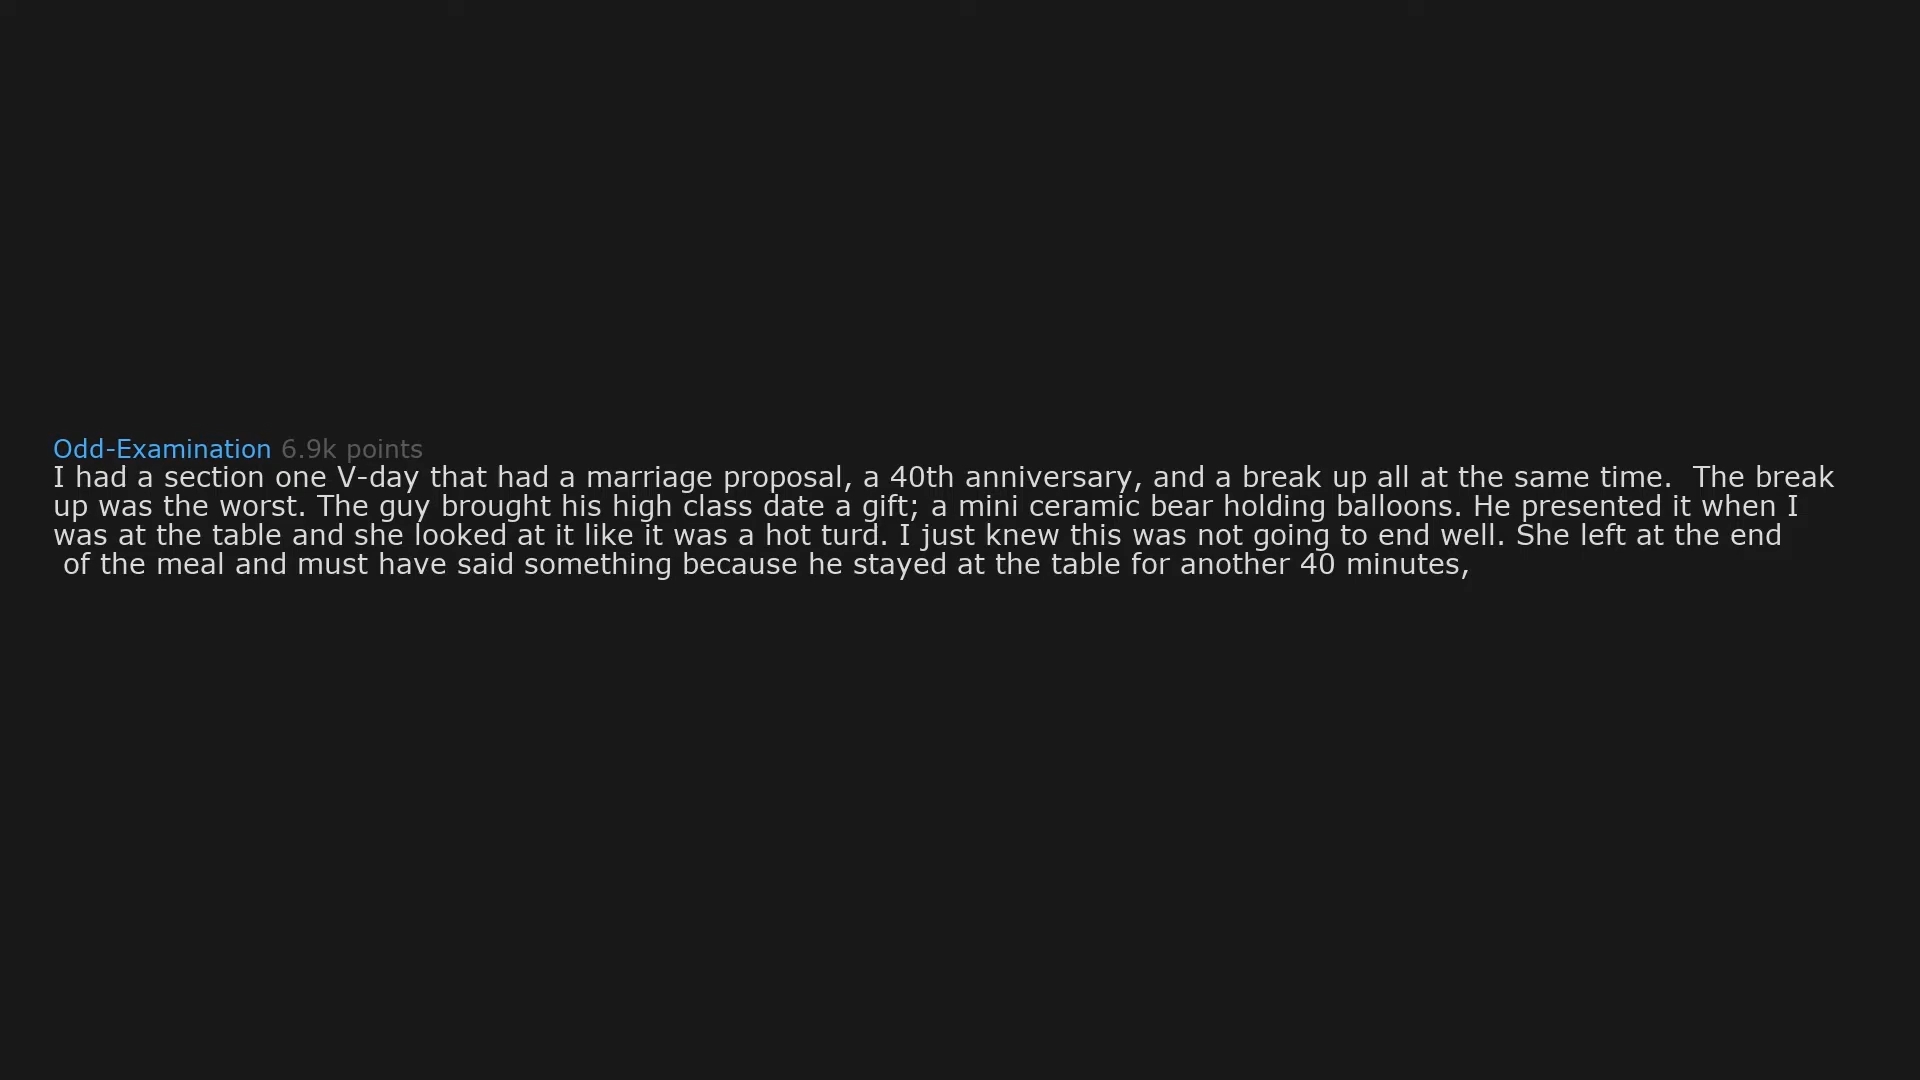 Odd-Examination 6.9k points
I had a section one V-day that had a marriage proposal, a 40th anniversary, and a break up all at the same time.  The break
up was the worst. The guy brought his high class date a gift; a mini ceramic bear holding balloons. He presented it when I
was at the table and she looked at it like it was a hot turd. I just knew this was not going to end well. She left at the end
of the meal and must have said something because he stayed at the table for another 40 minutes,